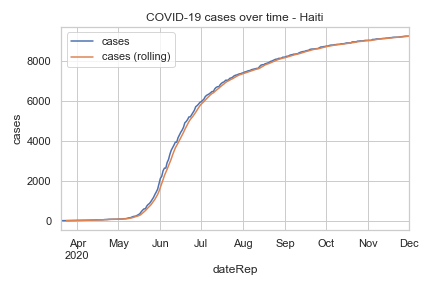 COVID-19 cases over time - Haiti
cases
cases (rolling)
8000
6000
4000
2000
0
cases
Apr May Jun Jul Aug Sep Oct Nov Dec
2020
dateRep